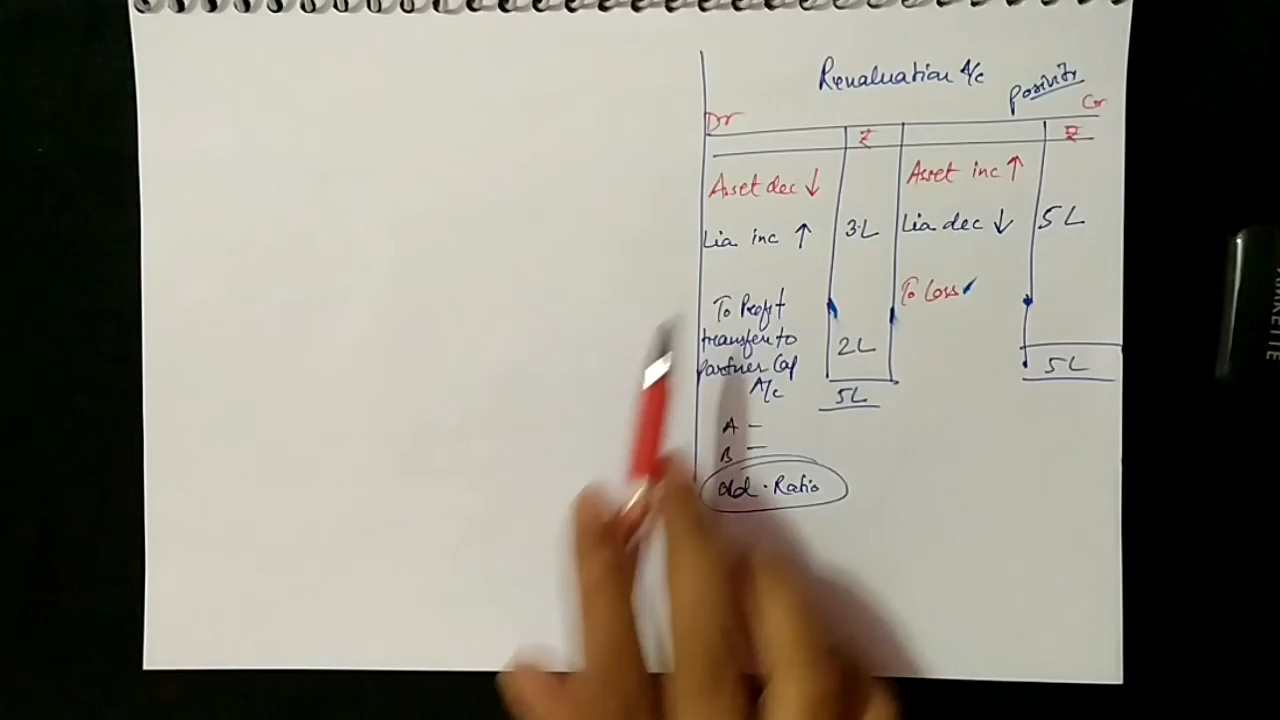 Revaluation A/c
positive
Dr
Cr
₹
₹
Asset dec ↓
Asset inc ↑
Lia inc ↑
3L
Lia dec ↓
5L
To Loss
To Profit
transfer to
2L
partner Cap
A/c
5L
5L
A –
B –
old . Ratio